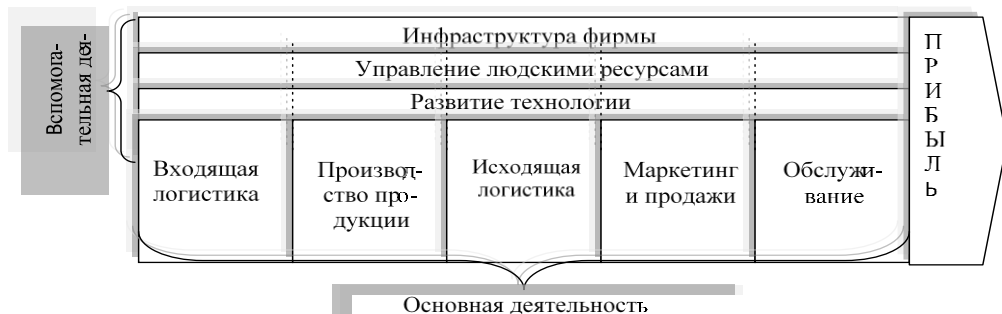 Вспомога-
тельная дея-
Инфраструктура фирмы
Управление людскими ресурсами
Развитие технологии
Входящая
логистика
Производ-
ство про-
дукции
Исходящая
логистика
Маркетинг
и продажи
Обслужи-
вание
П
Р
И
Б
Ы
Л
Ь
Основная деятельность